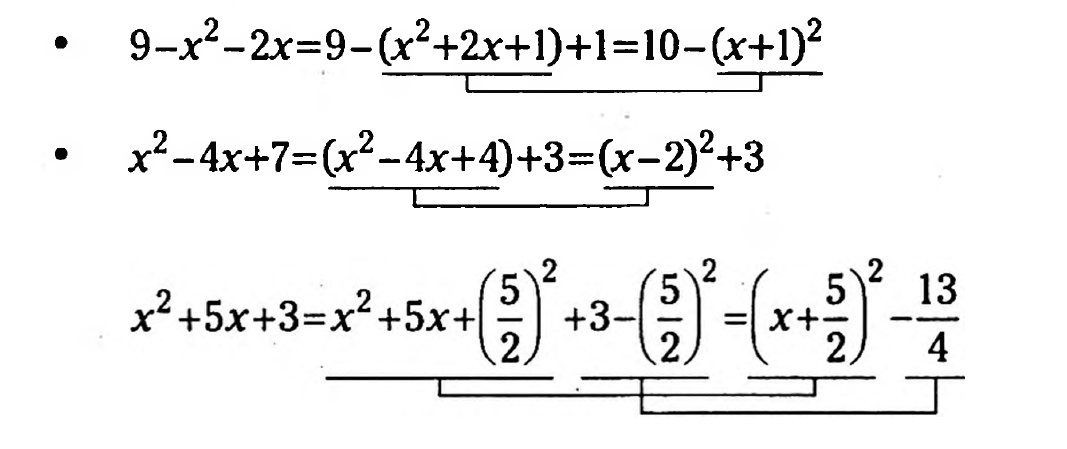 • 9−x²−2x=9−(x²+2x+1)+1=10−(x+1)²
• x²−4x+7=(x²−4x+4)+3=(x−2)²+3
x²+5x+3=x²+5x+(5/2)²+3−(5/2)²=(x+5/2)²−13/4